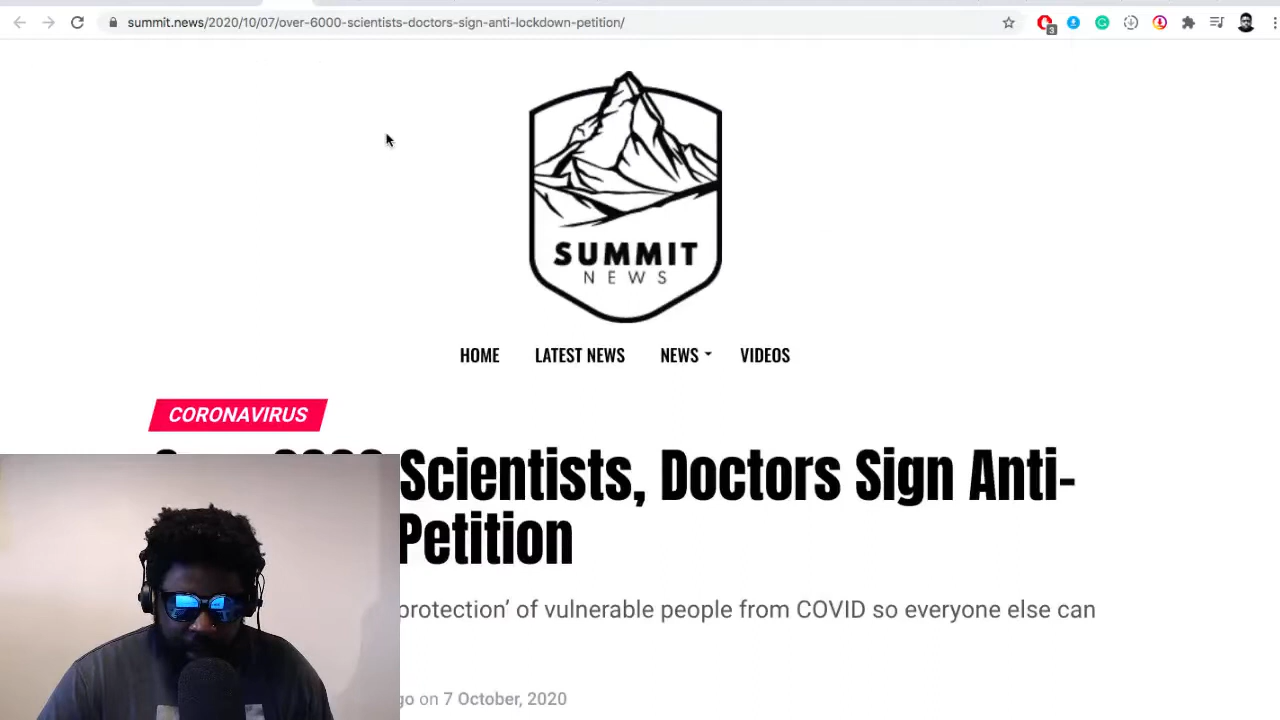 summit.news/2020/10/07/over-6000-scientists-doctors-sign-anti-lockdown-petition/
3
SUMMIT
NEWS
HOME LATEST NEWS NEWS VIDEOS
CORONAVIRUS
Scientists, Doctors Sign Anti-
Petition
protection’ of vulnerable people from COVID so everyone else can
go on 7 October, 2020